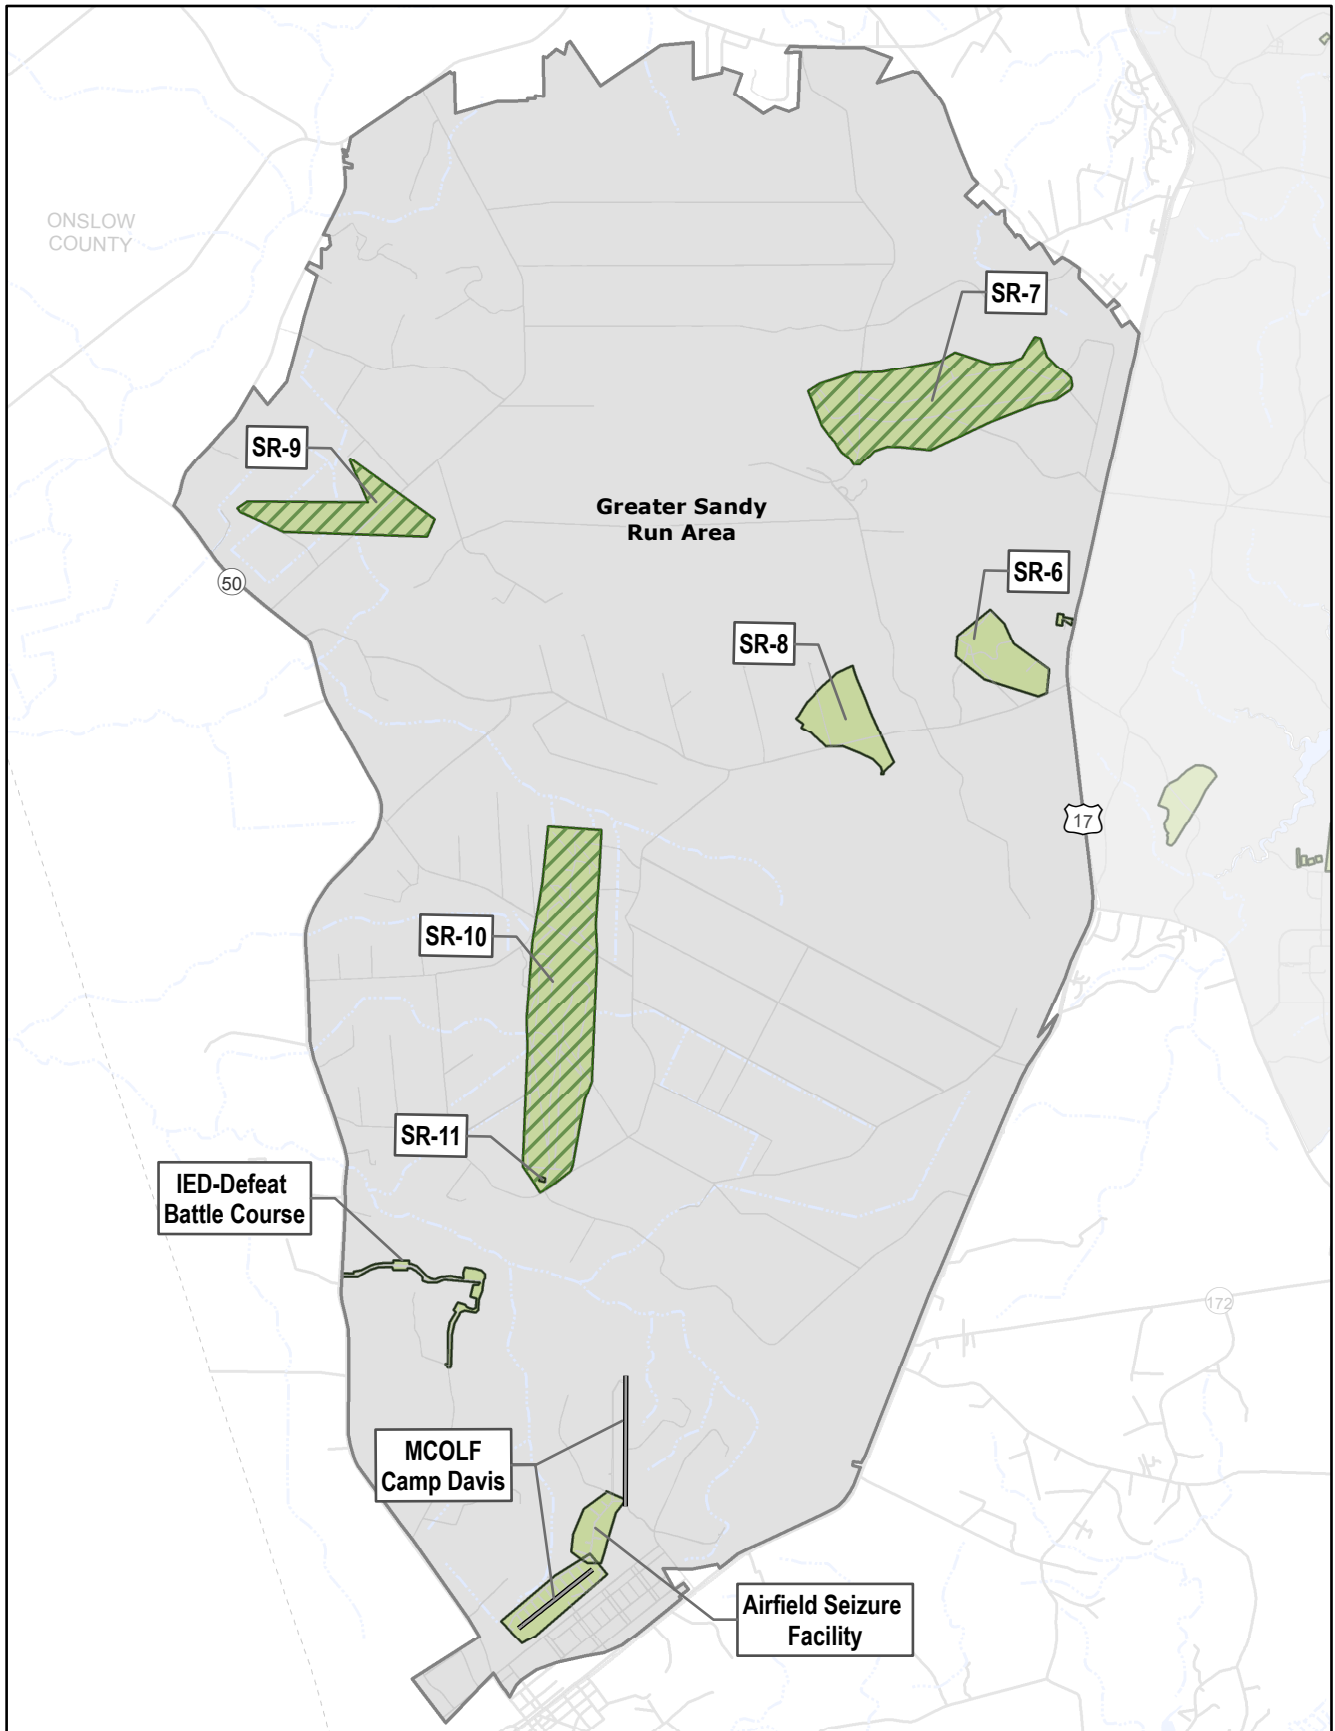 ONSLOW
COUNTY
SR-7
SR-9
Greater Sandy
Run Area
50
SR-6
SR-8
17
SR-10
SR-11
IED-Defeat
Battle Course
172
MCOLF
Camp Davis
Airfield Seizure
Facility